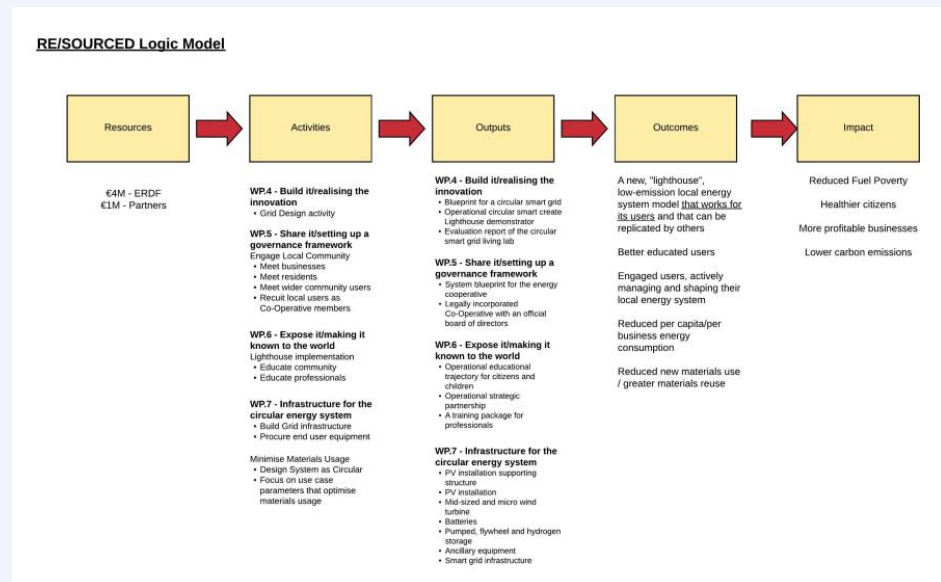 RE/SOURCED Logic Model
Resources
Activities
Outputs
Outcomes
Impact
€4M - ERDF
€1M - Partners
WP.4 - Build it/realising the
innovation
• Grid Design activity
WP.5 - Share it/setting up a
governance framework
Engage Local Community
• Meet businesses
• Meet residents
• Meet wider community users
• Recuit local users as
Co-Operative members
WP.6 - Expose it/making it
known to the world
Lighthouse implementation
• Educate community
• Educate professionals
WP.7 - Infrastructure for the
circular energy system
• Build Grid infrastructure
• Procure end user equipment
Minimise Materials Usage
• Design System as Circular
• Focus on use case
parameters that optimise
materials usage
WP.4 - Build it/realising the
innovation
• Blueprint for a circular smart grid
• Operational circular smart create
Lighthouse demonstrator
• Evaluation report of the circular
smart grid living lab
WP.5 - Share it/setting up a
governance framework
• System blueprint for the energy
cooperative
• Legally incorporated
Co-Operative with an official
board of directors
WP.6 - Expose it/making it
known to the world
• Operational educational
trajectory for citizens and
children
• Operational strategic
partnership
• A training package for
professionals
WP.7 - Infrastructure for the
circular energy system
• PV installation supporting
structure
• PV installation
• Mid-sized and micro wind
turbine
• Batteries
• Pumped, flywheel and hydrogen
storage
• Ancillary equipment
• Smart grid infrastructure
A new, "lighthouse",
low-emission local energy
system model that works for
its users and that can be
replicated by others
Better educated users
Engaged users, actively
managing and shaping their
local energy system
Reduced per capita/per
business energy
consumption
Reduced new materials use
/ greater materials reuse
Reduced Fuel Poverty
Healthier citizens
More profitable businesses
Lower carbon emissions